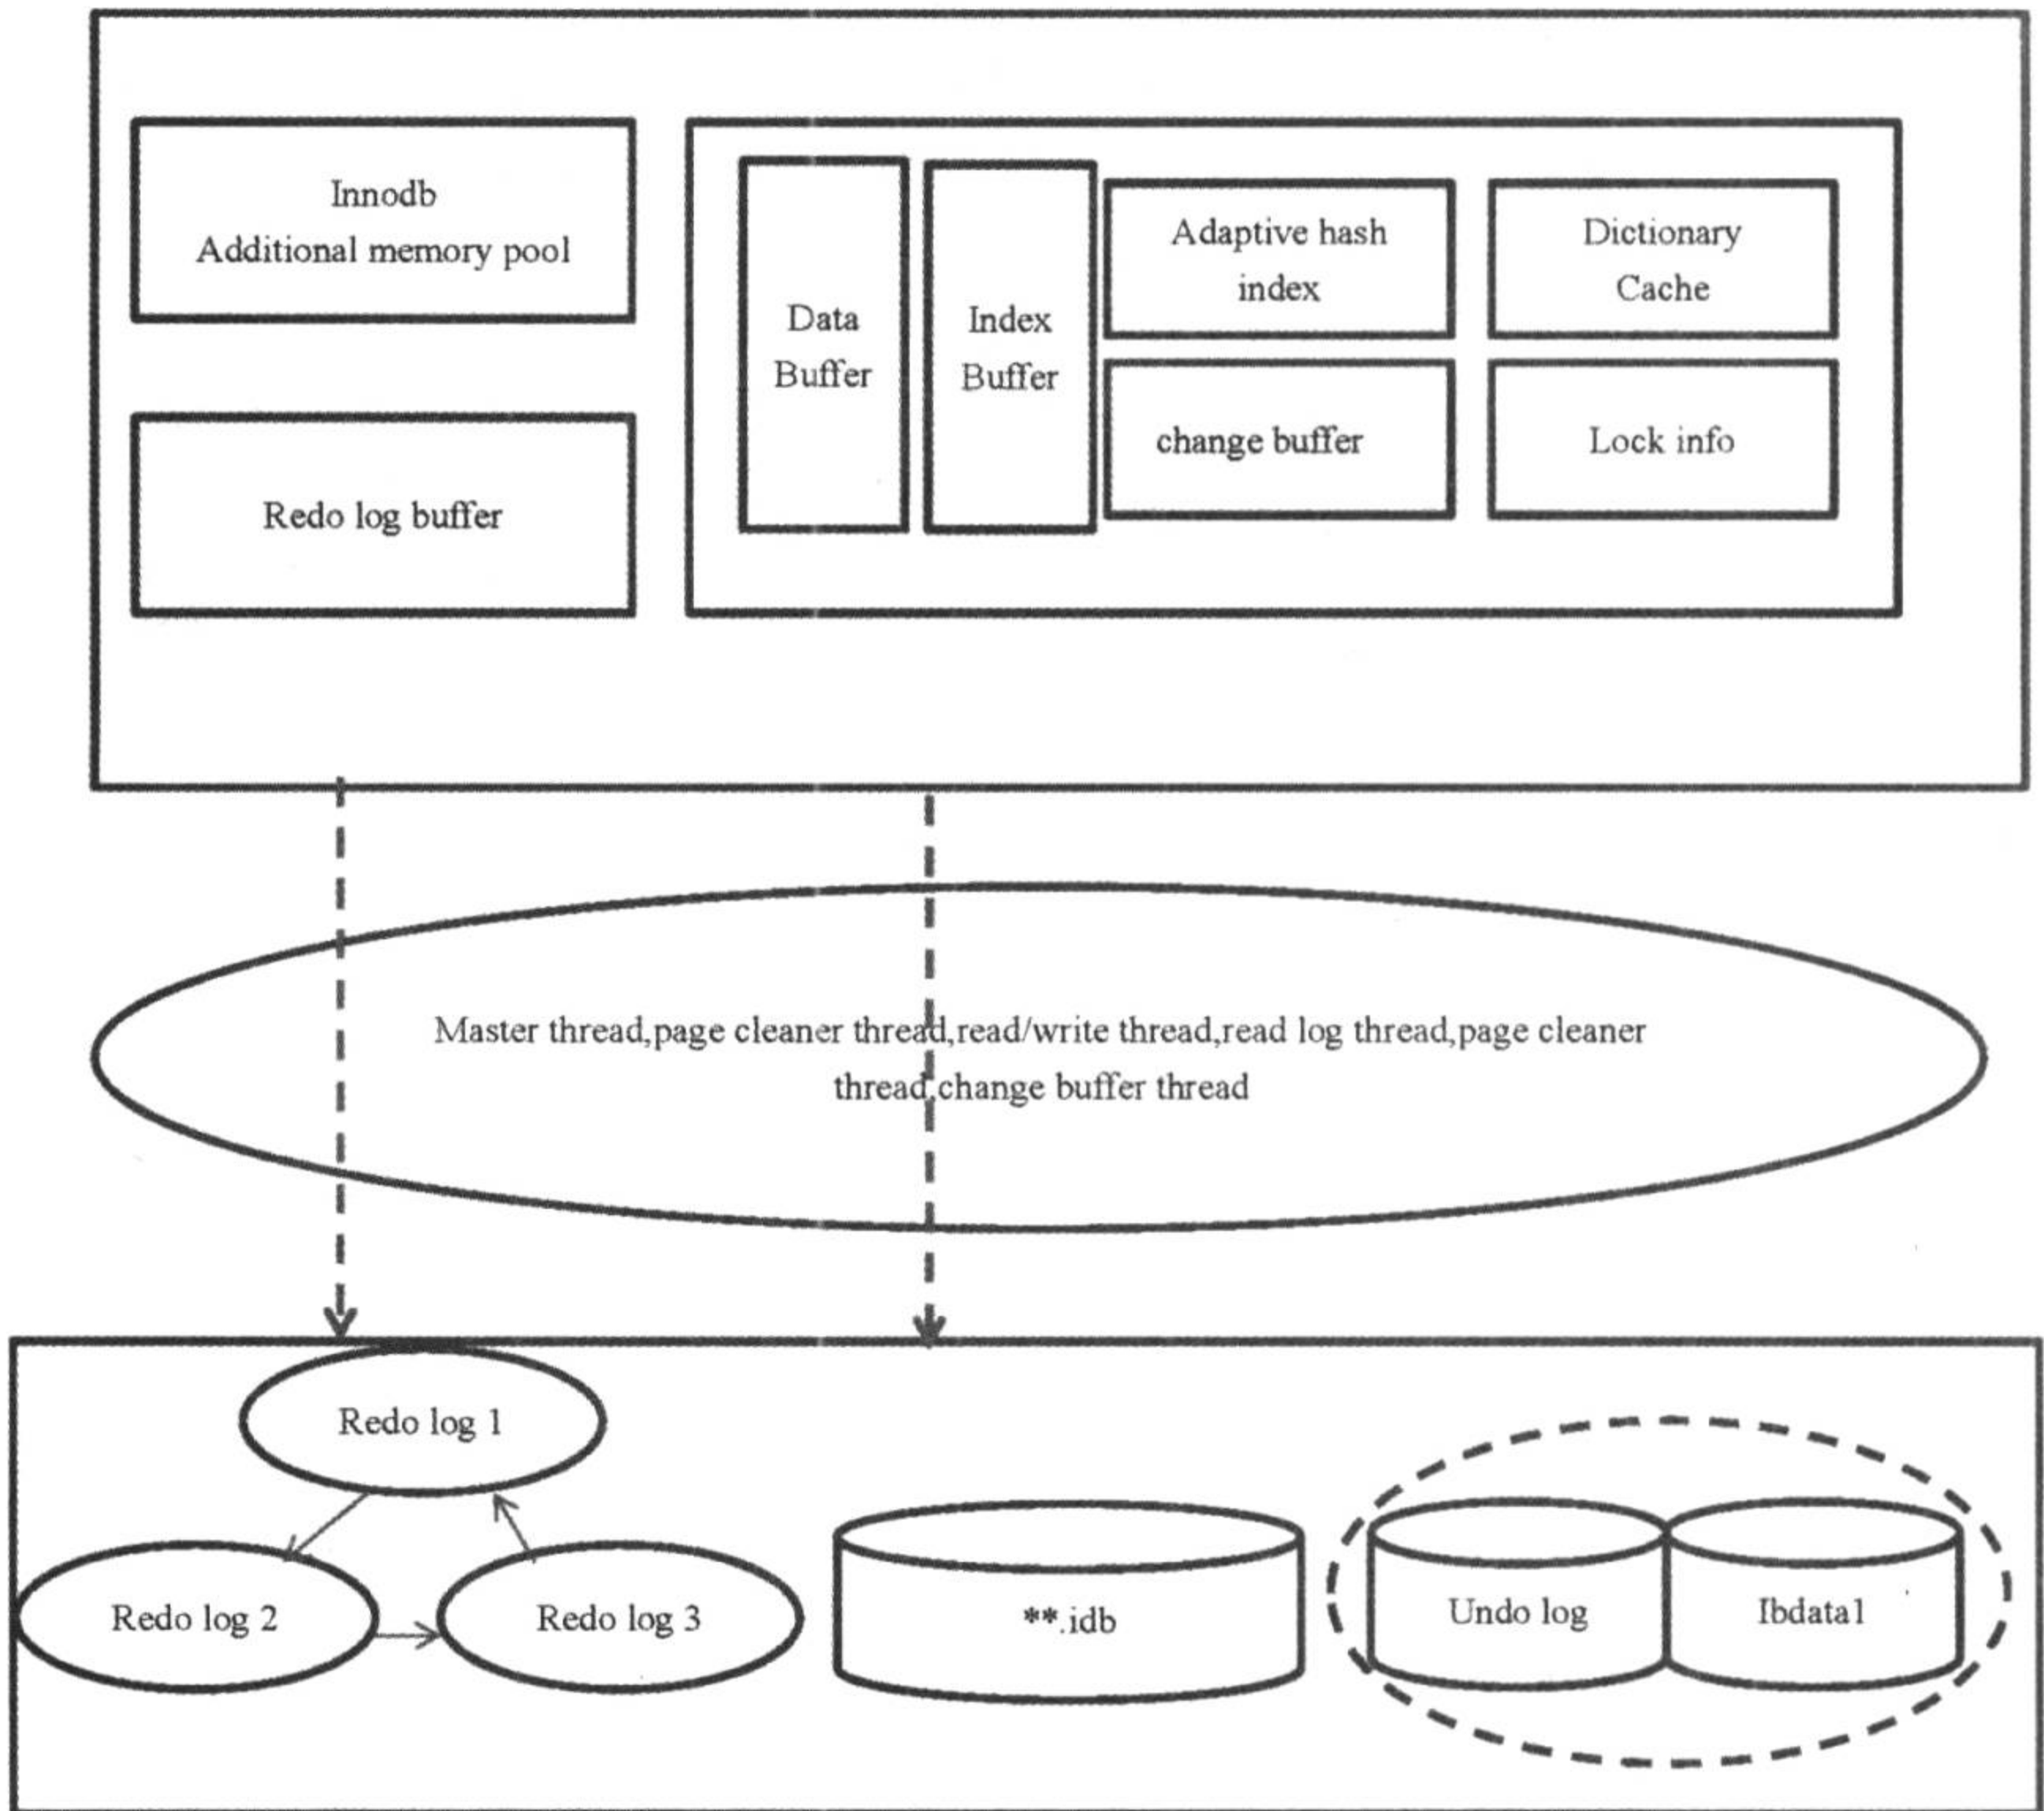 Innodb
Additional memory pool
Redo log buffer
Data
Buffer
Index
Buffer
Adaptive hash
index
Dictionary
Cache
change buffer
Lock info
Master thread,page cleaner thread,read/write thread,read log thread,page cleaner
thread,change buffer thread
Redo log 1
Redo log 2
Redo log 3
**.idb
Undo log
Ibdata1